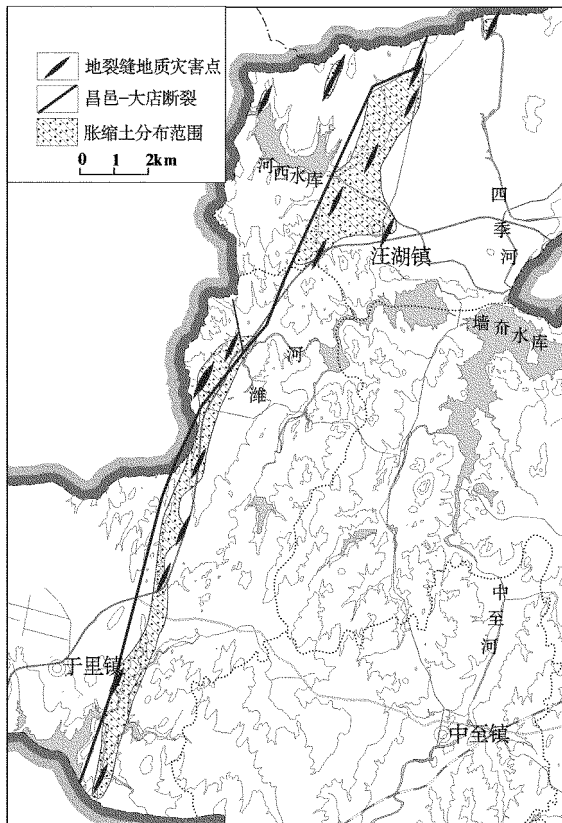 地裂缝地质灾害点
昌邑-大店断裂
胀缩土分布范围
0 1 2km
河西水库
四季河
汪湖镇
墙夼水库
河
潍
中至河
于里镇
中至镇